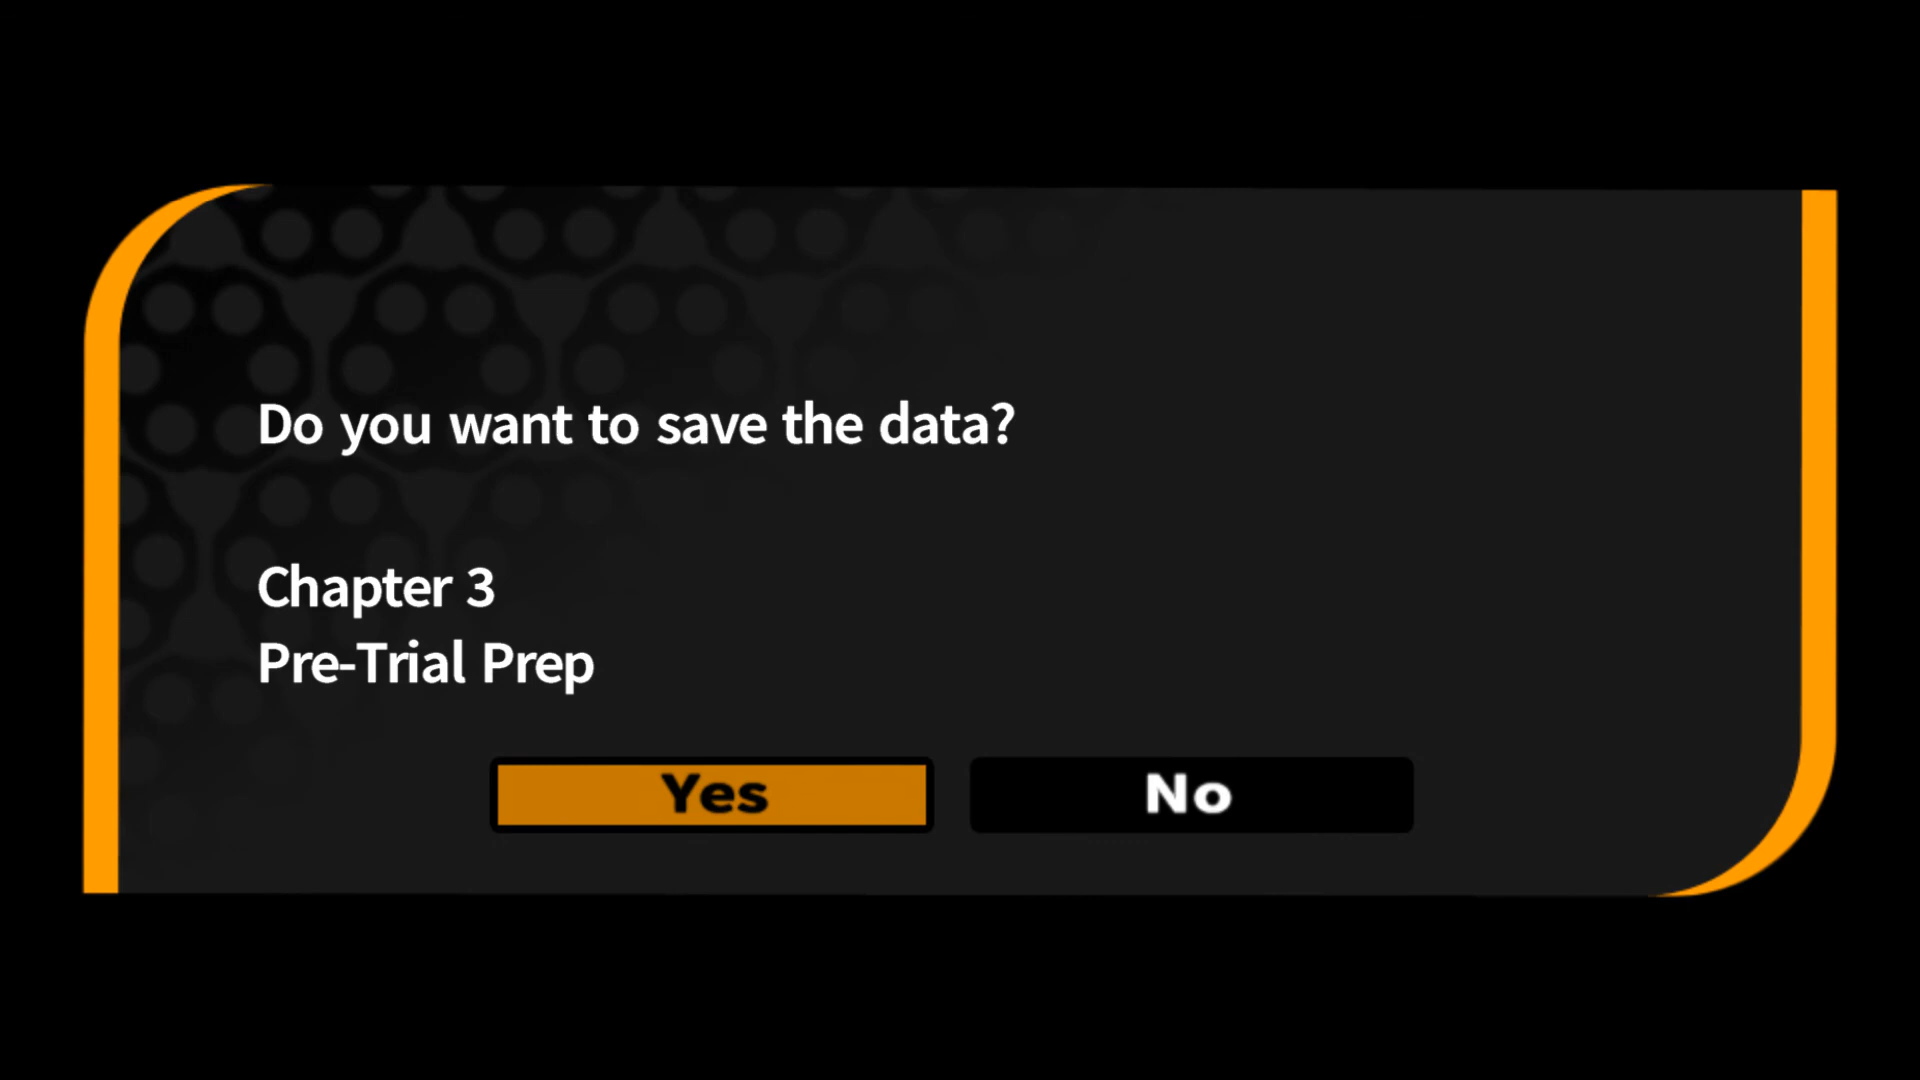 Do you want to save the data?
Chapter 3
Pre-Trial Prep
Yes
No